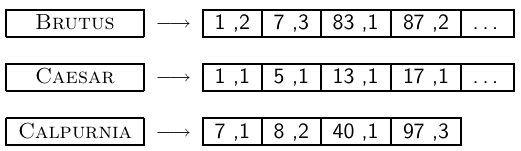 BRUTUS ⟶ 1 ,2 7 ,3 83 ,1 87 ,2 ...
CAESAR ⟶ 1 ,1 5 ,1 13 ,1 17 ,1 ...
CALPURNIA ⟶ 7 ,1 8 ,2 40 ,1 97 ,3